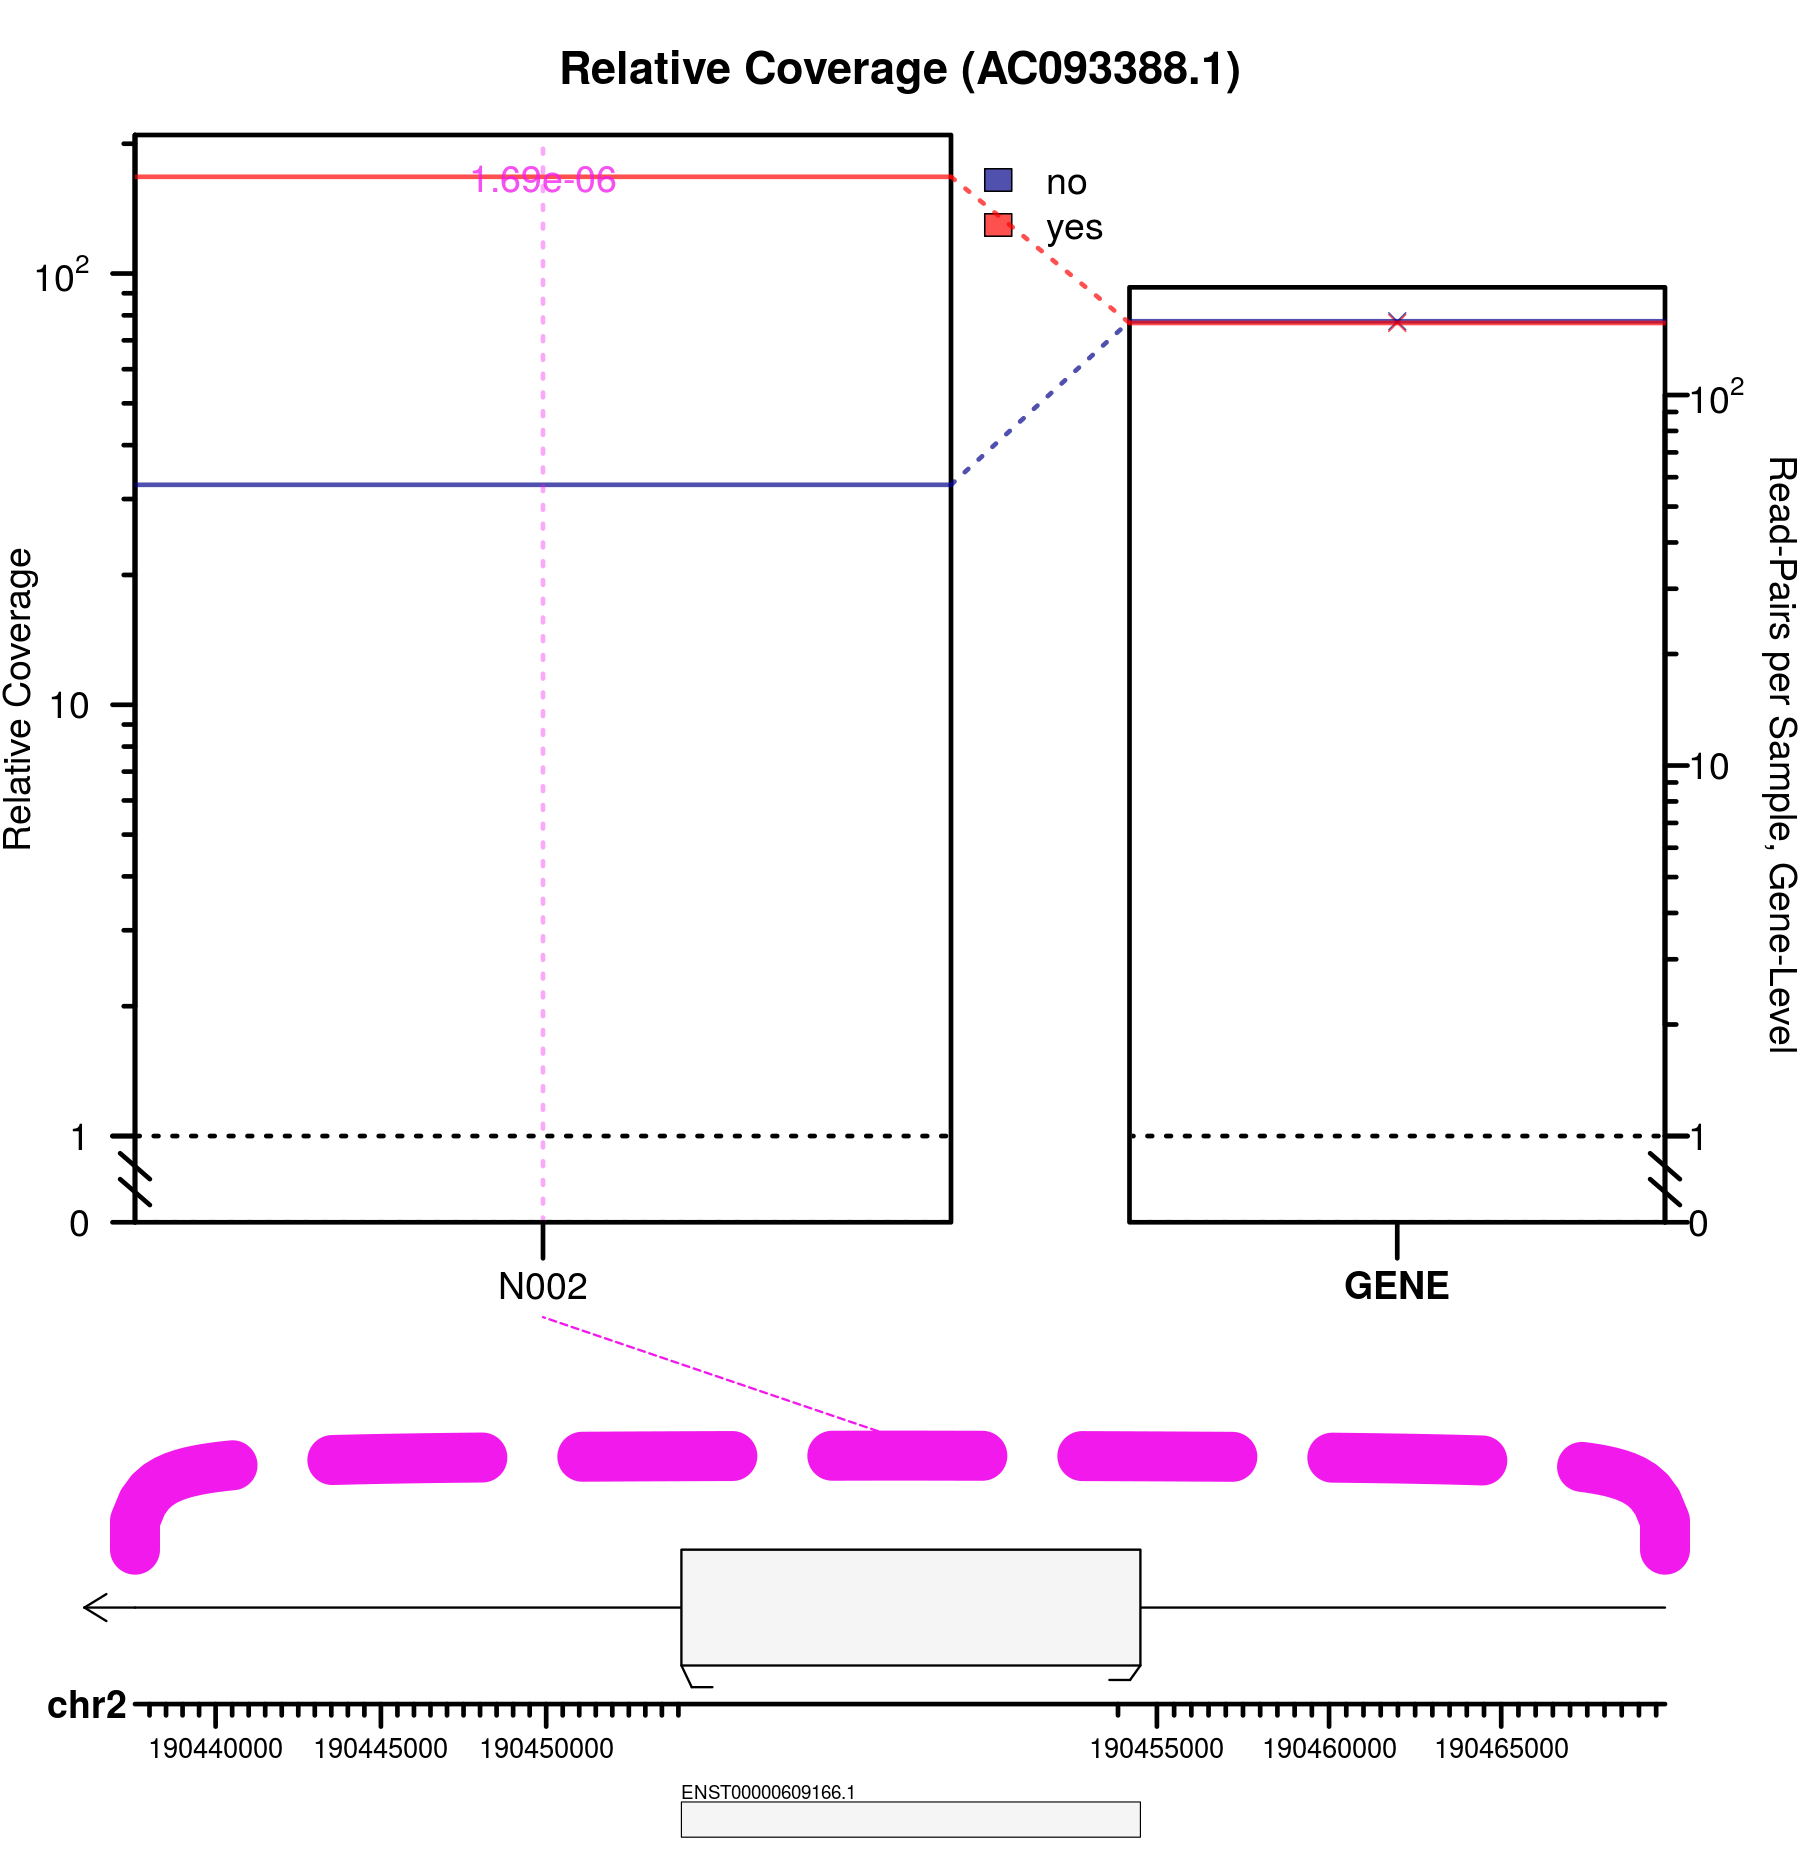 Relative Coverage (AC093388.1)
1.69e-06
no
yes
10²
10
1
0
Relative Coverage
10²
10
1
0
Read-Pairs per Sample, Gene-Level
N002
GENE
chr2
190440000 190445000 190450000 190455000 190460000 190465000
ENST00000609166.1